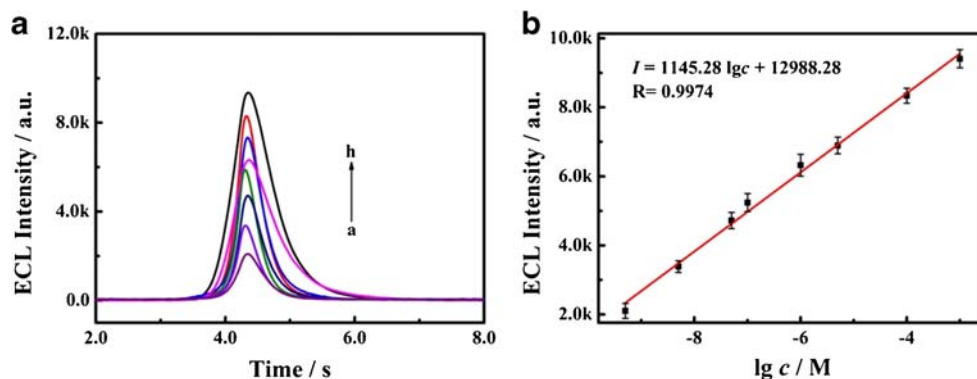 a
12.0k
8.0k
4.0k
0.0
ECL Intensity / a.u.
h
a
2.0
4.0
6.0
8.0
Time / s
b
10.0k
8.0k
6.0k
4.0k
2.0k
ECL Intensity / a.u.
I = 1145.28 lgc + 12988.28
R= 0.9974
-8
-6
-4
lg c / M